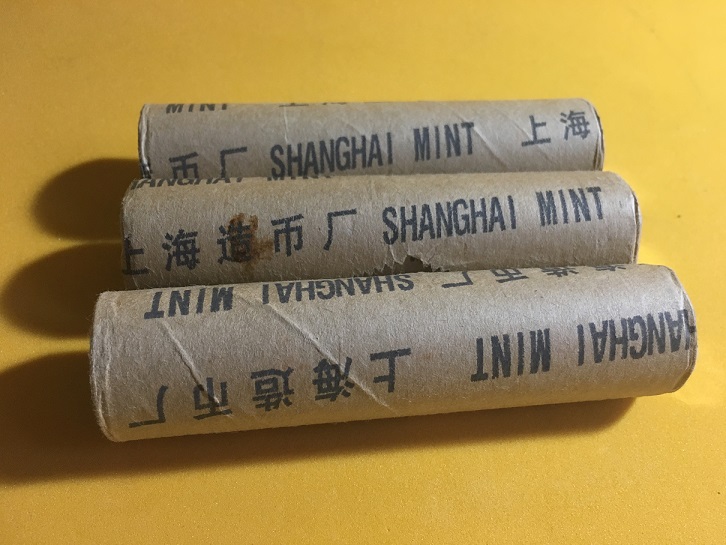 MINT
币厂 SHANGHAI MINT 上海
SHANGHAI
上海造币厂 SHANGHAI MINT
SHANGHAI MINT
上海造币厂 SHANGHAI MINT